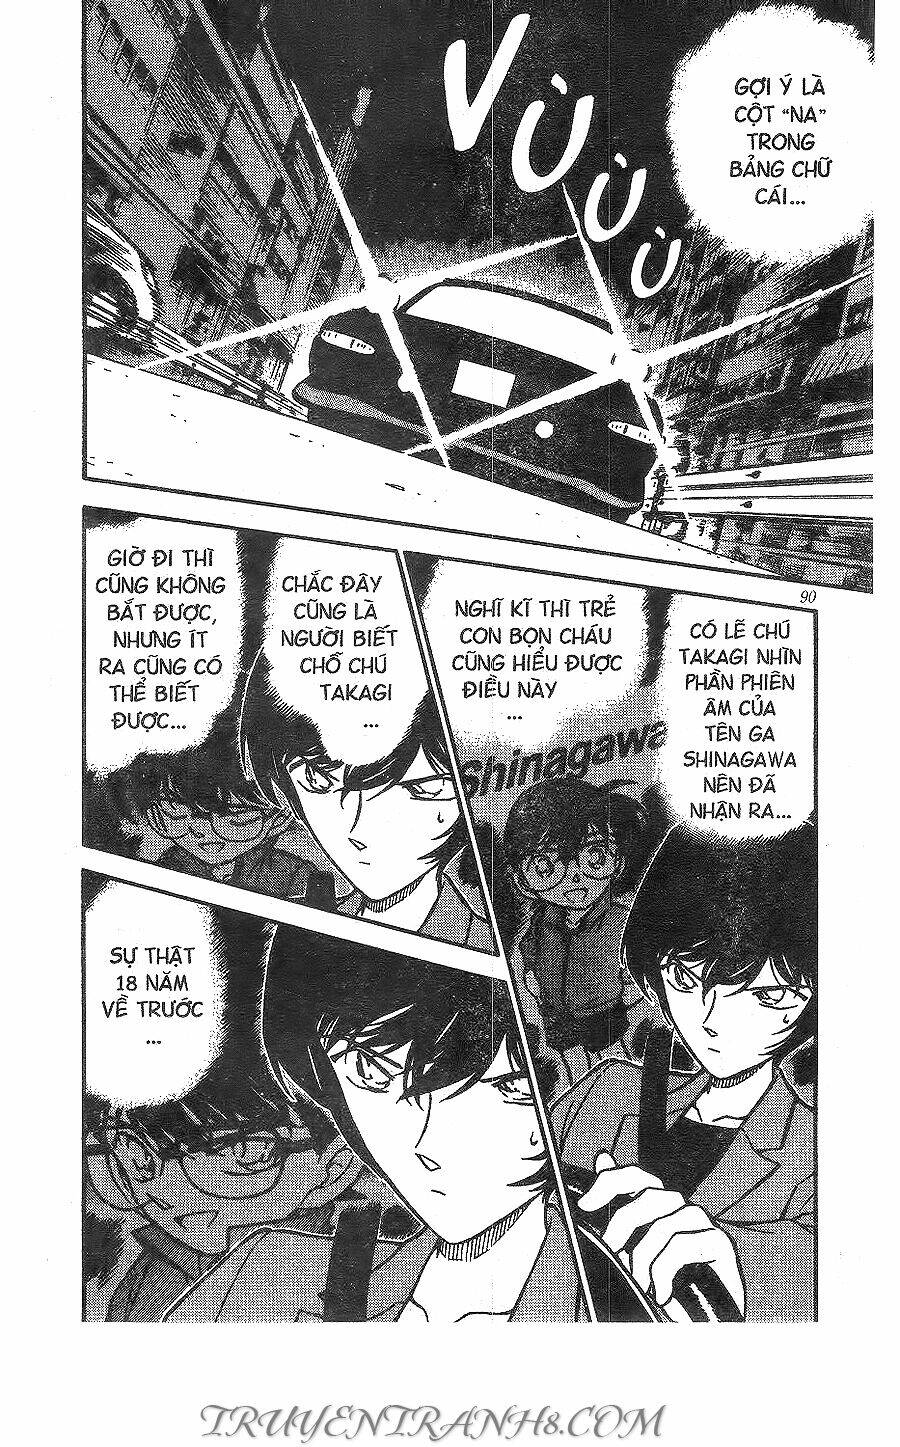 GỢI Ý LÀ
CỘT "NA"
TRONG
BẢNG CHỮ
CÁI...
VÙ Ù Ù
90
CÓ LẼ CHÚ
TAKAGI NHÌN
PHẦN PHIÊN
ÂM CỦA
TÊN GA
SHINAGAWA
NÊN ĐÃ
NHẬN RA...
NGHĨ KĨ THÌ TRẺ
CON BỌN CHÁU
CŨNG HIỂU ĐƯỢC
ĐIỀU NÀY
...
Shinagawa
CHẮC ĐÂY
CŨNG LÀ
NGƯỜI BIẾT
CHỖ CHÚ
TAKAGI
...
GIỜ ĐI THÌ
CŨNG KHÔNG
BẮT ĐƯỢC,
NHƯNG ÍT
RA CŨNG CÓ
THỂ BIẾT
ĐƯỢC...
SỰ THẬT
18 NĂM
VỀ TRƯỚC
...
TRUYENTRANH8.COM